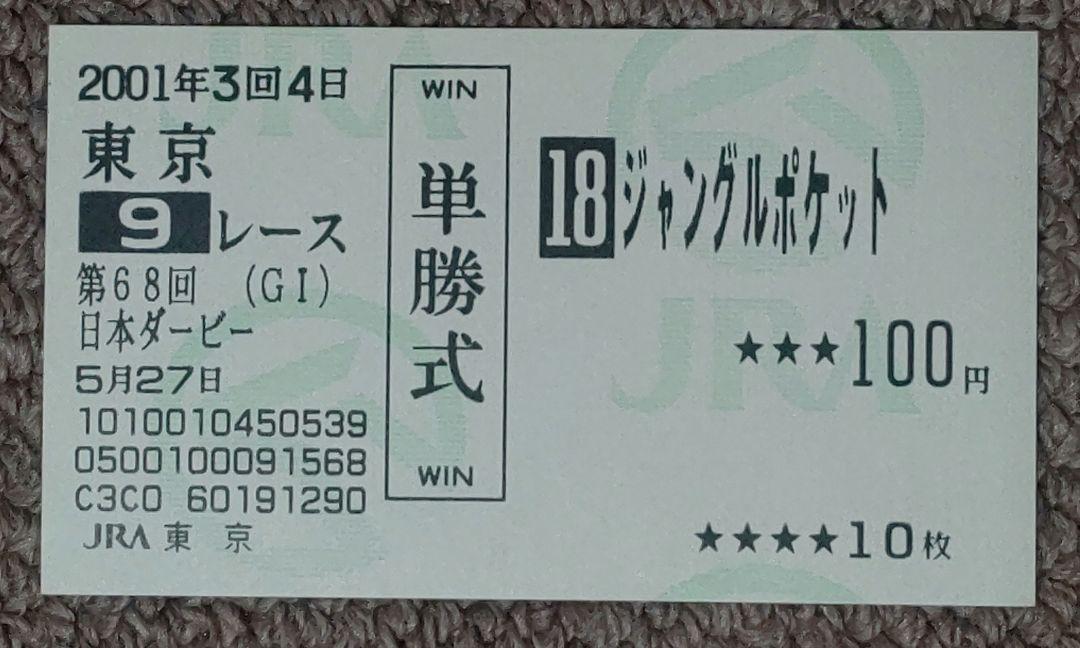 2001年3回4日
東京
9レース
第68回 (GI)
日本ダービー
5月27日
1010010450539
0500100091568
C3C0 60191290
JRA 東京
WIN
単勝式
WIN
18 ジャングルポケット
★★★100円
★★★★10枚
JRA
JRA